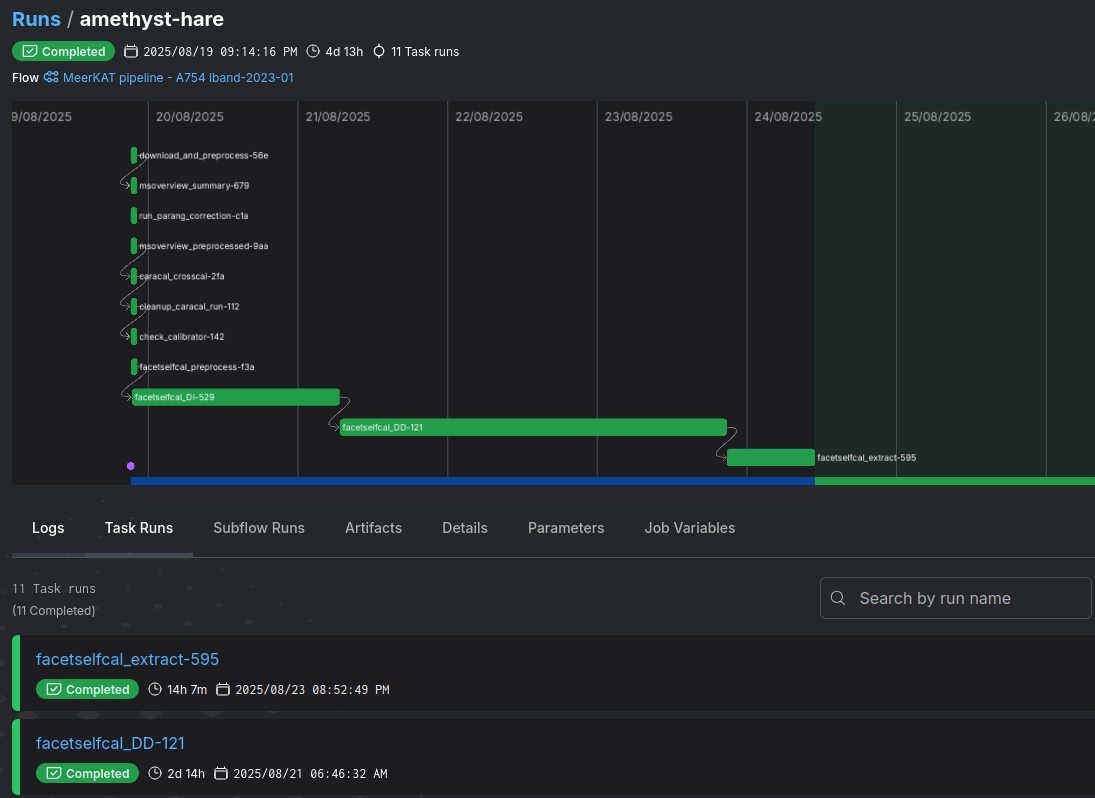 Runs / amethyst-hare
Completed 2025/08/19 09:14:16 PM 4d 13h 11 Task runs
Flow MeerKAT pipeline - A754 lband-2023-01
9/08/2025 20/08/2025 21/08/2025 22/08/2025 23/08/2025 24/08/2025 25/08/2025 26/08/2
download_and_preprocess-56e
msoverview_summary-679
run_parang_correction-c1a
msoverview_preprocessed-9aa
caracal_crosscal-2fa
cleanup_caracal_run-112
check_calibrator-142
facetselfcal_preprocess-f3a
facetselfcal_DI-529
facetselfcal_DD-121
facetselfcal_extract-595
Logs Task Runs Subflow Runs Artifacts Details Parameters Job Variables
11 Task runs
(11 Completed)
Search by run name
facetselfcal_extract-595
Completed 14h 7m 2025/08/23 08:52:49 PM
facetselfcal_DD-121
Completed 2d 14h 2025/08/21 06:46:32 AM